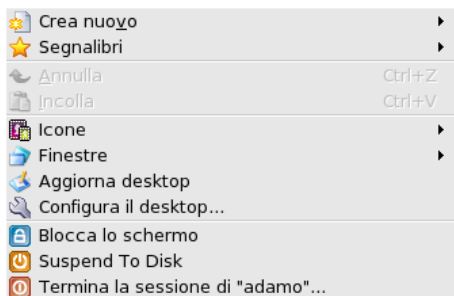 Crea nuovo
Segnalibri
Annulla Ctrl+Z
Incolla Ctrl+V
Icone
Finestre
Aggiorna desktop
Configura il desktop...
Blocca lo schermo
Suspend To Disk
Termina la sessione di "adamo"...